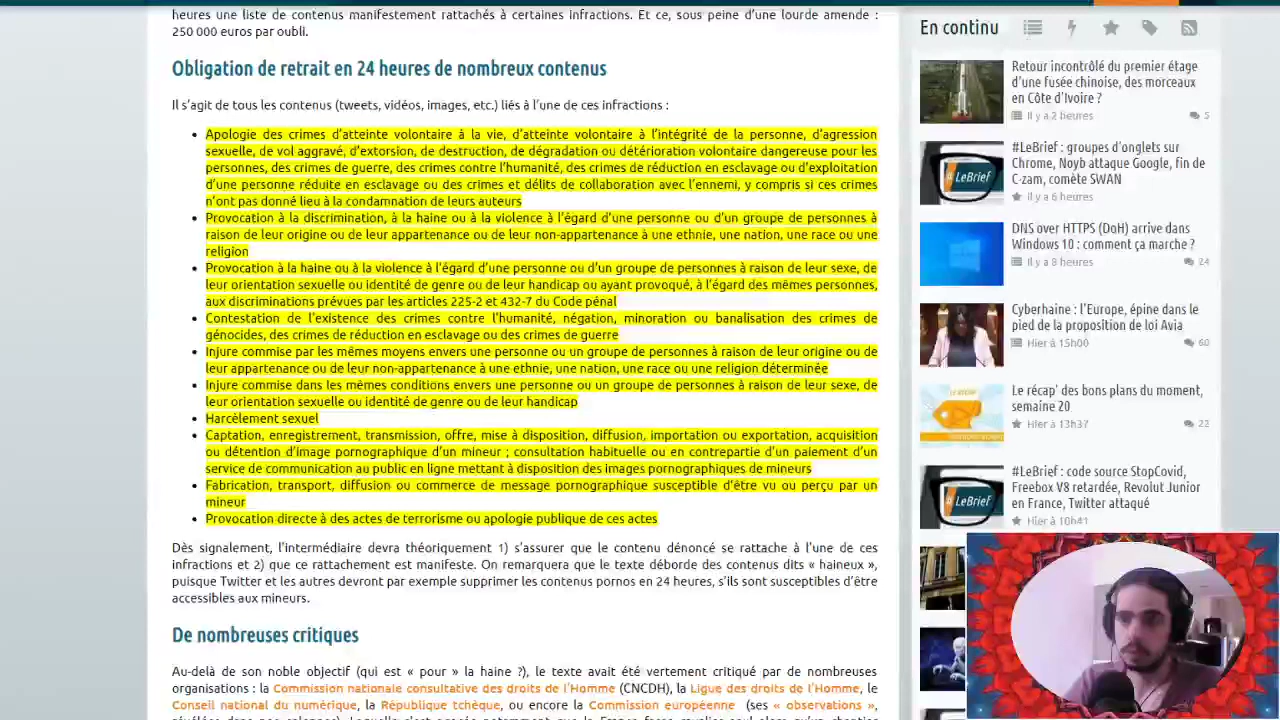 heures une liste de contenus manifestement rattachés à certaines infractions. Et ce, sous peine d'une lourde amende :
250 000 euros par oubli.
Obligation de retrait en 24 heures de nombreux contenus
Il s'agit de tous les contenus (tweets, vidéos, images, etc.) liés à l'une de ces infractions :
Apologie des crimes d'atteinte volontaire à la vie, d'atteinte volontaire à l'intégrité de la personne, d'agression
sexuelle, de vol aggravé, d'extorsion, de destruction, de dégradation ou détérioration volontaire dangereuse pour les
personnes, des crimes de guerre, des crimes contre l'humanité, des crimes de réduction en esclavage ou d'exploitation
d'une personne réduite en esclavage ou des crimes et délits de collaboration avec l'ennemi, y compris si ces crimes
n'ont pas donné lieu à la condamnation de leurs auteurs
Provocation à la discrimination, à la haine ou à la violence à l'égard d'une personne ou d'un groupe de personnes à
raison de leur origine ou de leur appartenance ou de leur non-appartenance à une ethnie, une nation, une race ou une
religion
Provocation à la haine ou à la violence à l'égard d'une personne ou d'un groupe de personnes à raison de leur sexe, de
leur orientation sexuelle ou identité de genre ou de leur handicap ou ayant provoqué, à l'égard des mêmes personnes,
aux discriminations prévues par les articles 225-2 et 432-7 du Code pénal
Contestation de l'existence des crimes contre l'humanité, négation, minoration ou banalisation des crimes de
génocides, des crimes de réduction en esclavage ou des crimes de guerre
Injure commise par les mêmes moyens envers une personne ou un groupe de personnes à raison de leur origine ou de
leur appartenance ou de leur non-appartenance à une ethnie, une nation, une race ou une religion déterminée
Injure commise dans les mêmes conditions envers une personne ou un groupe de personnes à raison de leur sexe, de
leur orientation sexuelle ou identité de genre ou de leur handicap
Harcèlement sexuel
Captation, enregistrement, transmission, offre, mise à disposition, diffusion, importation ou exportation, acquisition
ou détention d'image pornographique d'un mineur ; consultation habituelle ou en contrepartie d'un paiement d'un
service de communication au public en ligne mettant à disposition des images pornographiques de mineurs
Fabrication, transport, diffusion ou commerce de message pornographique susceptible d'être vu ou perçu par un
mineur
Provocation directe à des actes de terrorisme ou apologie publique de ces actes
Dès signalement, l'intermédiaire devra théoriquement 1) s'assurer que le contenu dénoncé se rattache à l'une de ces
infractions et 2) que ce rattachement est manifeste. On remarquera que le texte déborde des contenus dits « haineux »,
puisque Twitter et les autres devront par exemple supprimer les contenus pornos en 24 heures, s'ils sont susceptibles d'être
accessibles aux mineurs.
De nombreuses critiques
Au-delà de son noble objectif (qui est « pour » la haine ?), le texte avait été vertement critiqué par de nombreuses
organisations : la Commission nationale consultative des droits de l'Homme (CNCDH), la Ligue des droits de l'Homme, le
Conseil national du numérique, la République tchèque, ou encore la Commission européenne (ses « observations »,
En continu
Retour incontrôlé du premier étage
d'une fusée chinoise, des morceaux
en Côte d'Ivoire ?
Il y a 2 heures 5
#LeBrief : groupes d'onglets sur
Chrome, Noyb attaque Google, fin de
C-zam, comète SWAN
Il y a 6 heures
#LeBrief
DNS over HTTPS (DoH) arrive dans
Windows 10 : comment ça marche ?
Il y a 8 heures 24
Cyberhaine : l'Europe, épine dans le
pied de la proposition de loi Avia
Hier à 15h00 60
Le récap' des bons plans du moment,
semaine 20
Hier à 13h37 22
#LeBrief : code source StopCovid,
Freebox V8 retardée, Revolut Junior
en France, Twitter attaqué
Hier à 10h41
#LeBrief